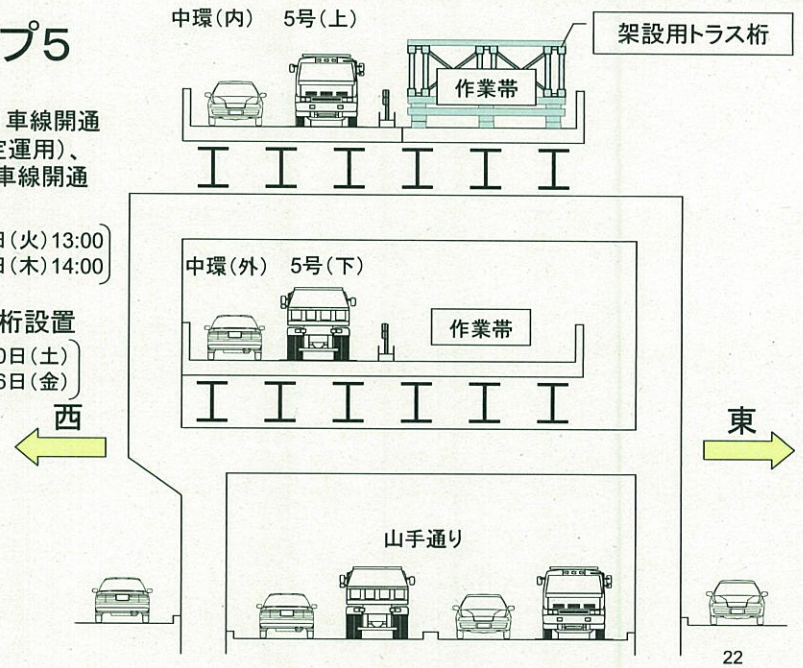 プ5
車線開通
定運用)、
車線開通
日(火)13:00
日(木)14:00
桁設置
0日(土)
6日(金)
中環(内) 5号(上)
架設用トラス桁
作業帯
中環(外) 5号(下)
作業帯
西
東
山手通り
22